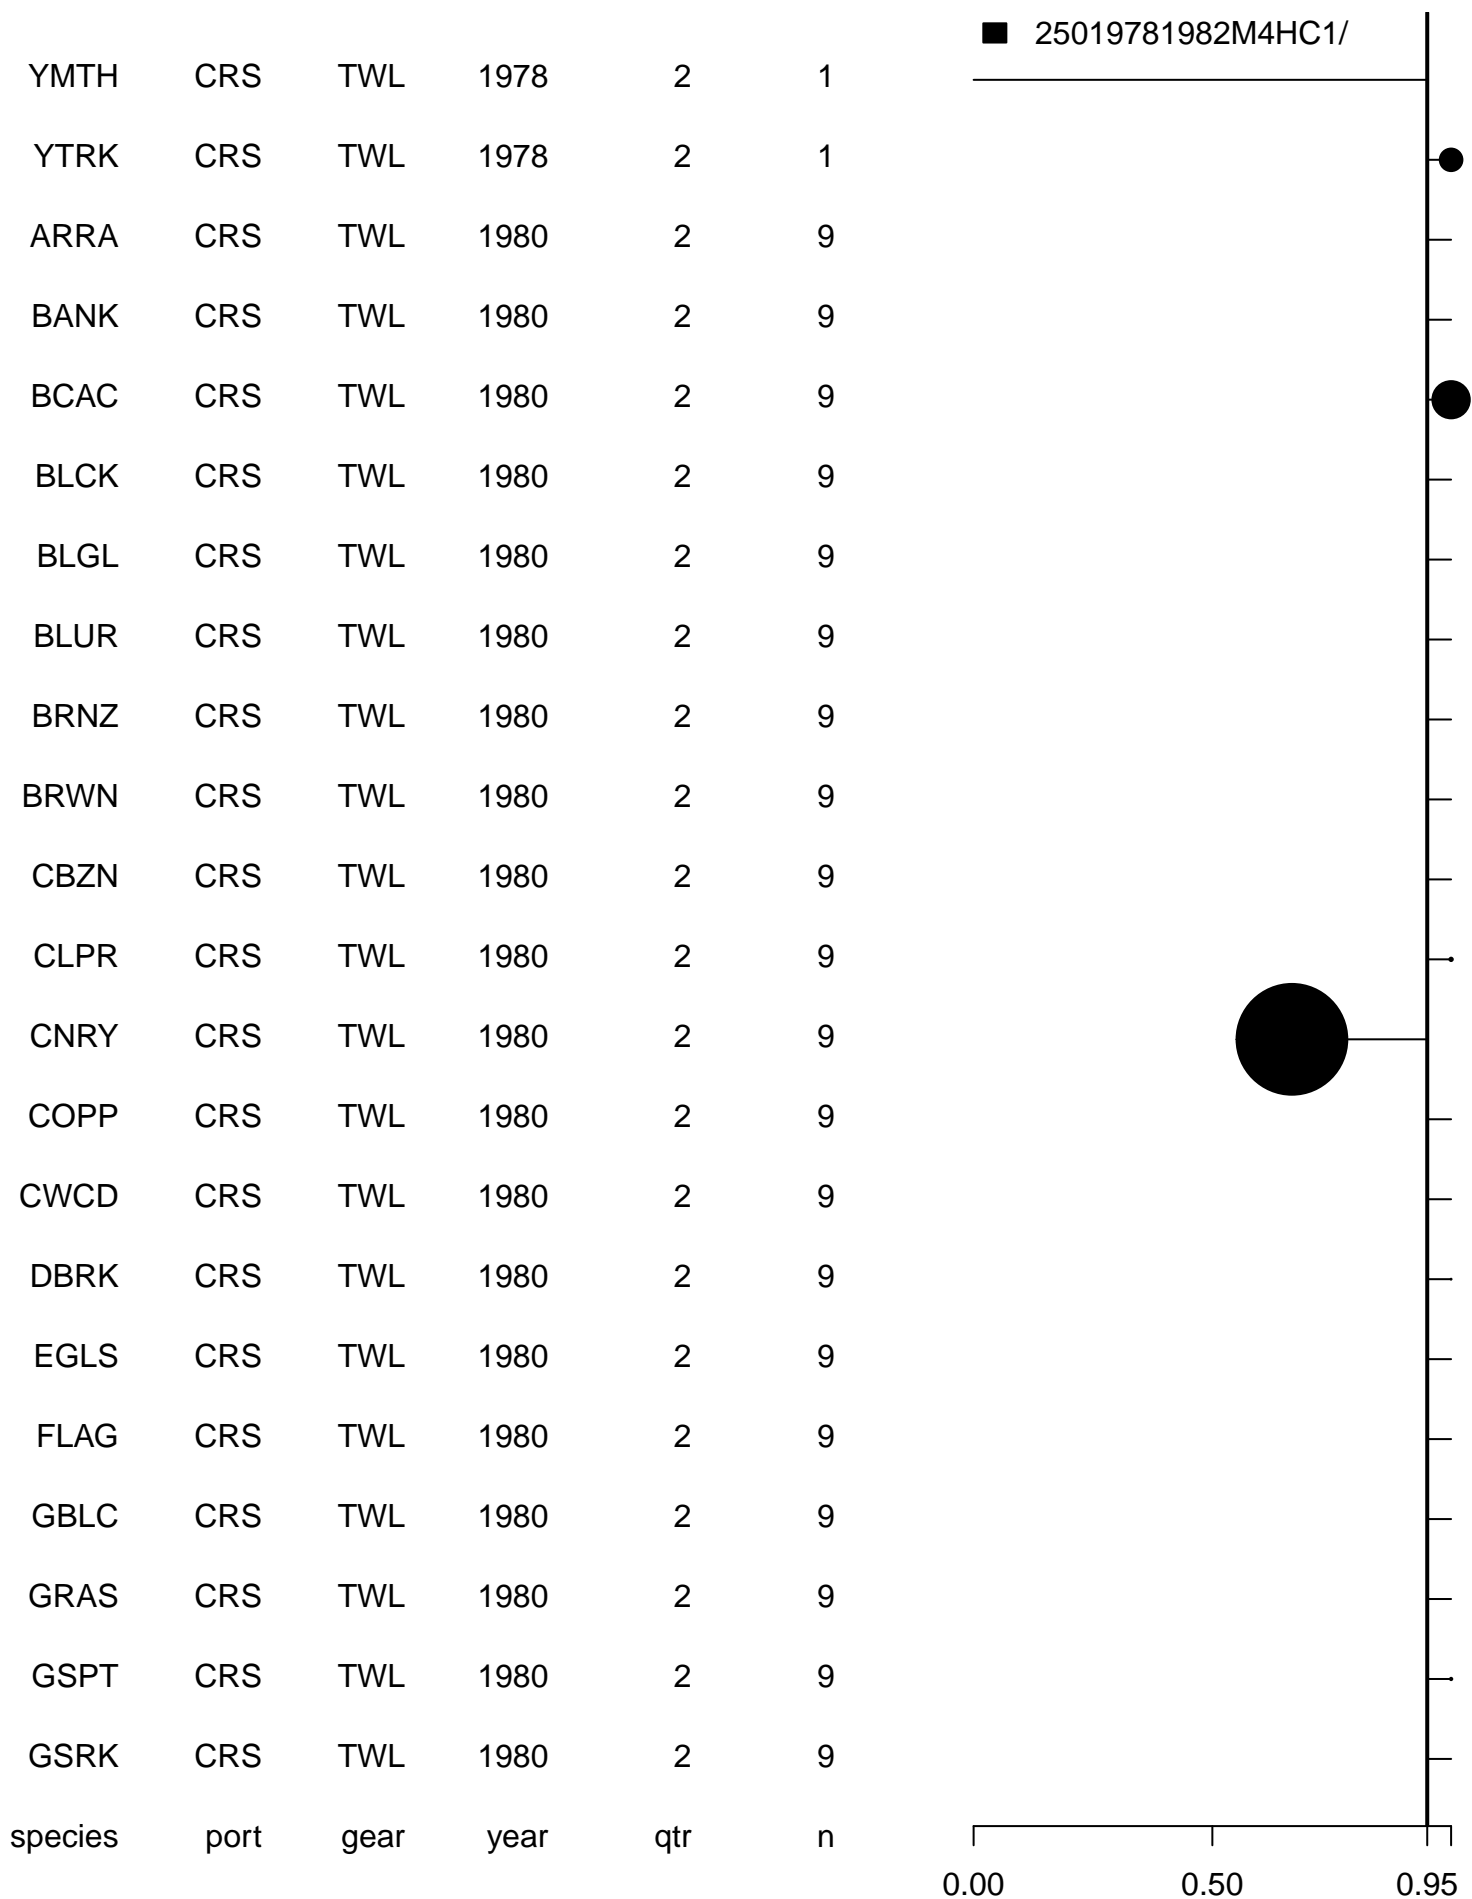 25019781982M4HC1/
YMTH CRS TWL 1978 2 1
YTRK CRS TWL 1978 2 1
ARRA CRS TWL 1980 2 9
BANK CRS TWL 1980 2 9
BCAC CRS TWL 1980 2 9
BLCK CRS TWL 1980 2 9
BLGL CRS TWL 1980 2 9
BLUR CRS TWL 1980 2 9
BRNZ CRS TWL 1980 2 9
BRWN CRS TWL 1980 2 9
CBZN CRS TWL 1980 2 9
CLPR CRS TWL 1980 2 9
CNRY CRS TWL 1980 2 9
COPP CRS TWL 1980 2 9
CWCD CRS TWL 1980 2 9
DBRK CRS TWL 1980 2 9
EGLS CRS TWL 1980 2 9
FLAG CRS TWL 1980 2 9
GBLC CRS TWL 1980 2 9
GRAS CRS TWL 1980 2 9
GSPT CRS TWL 1980 2 9
GSRK CRS TWL 1980 2 9
species port gear year qtr n
0.00 0.50 0.95